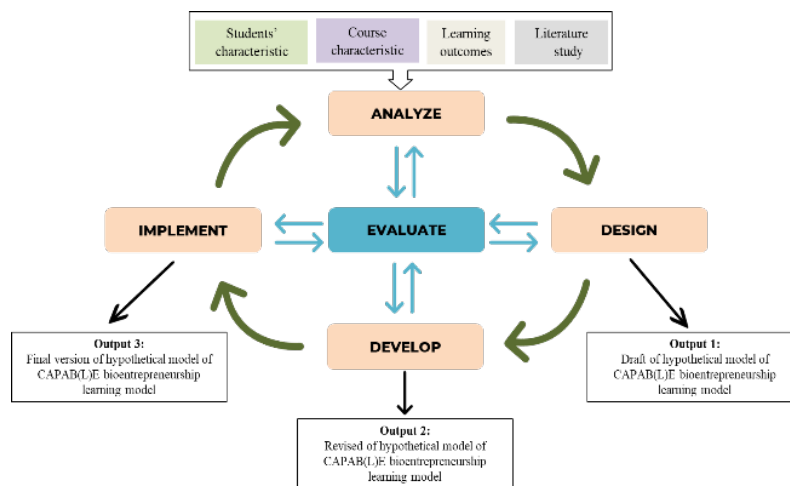 Students' characteristic
Course characteristic
Learning outcomes
Literature study
ANALYZE
IMPLEMENT
EVALUATE
DESIGN
DEVELOP
Output 3:
Final version of hypothetical model of
CAPAB(L)E bioentrepreneurship
learning model
Output 1:
Draft of hypothetical model of
CAPAB(L)E bioentrepreneurship
learning model
Output 2:
Revised of hypothetical model of
CAPAB(L)E bioentrepreneurship
learning model